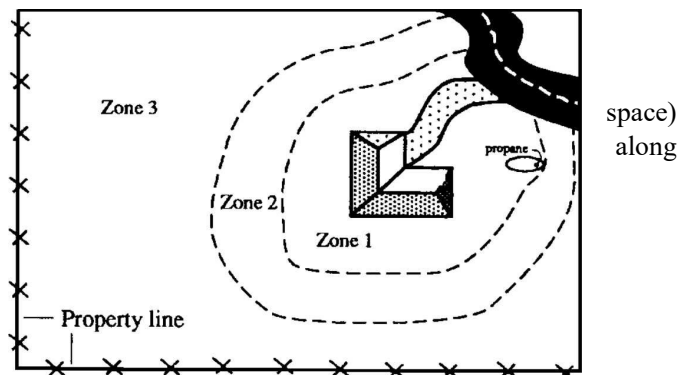 Zone 3
space)
propane
along
Zone 2
Zone 1
Property line